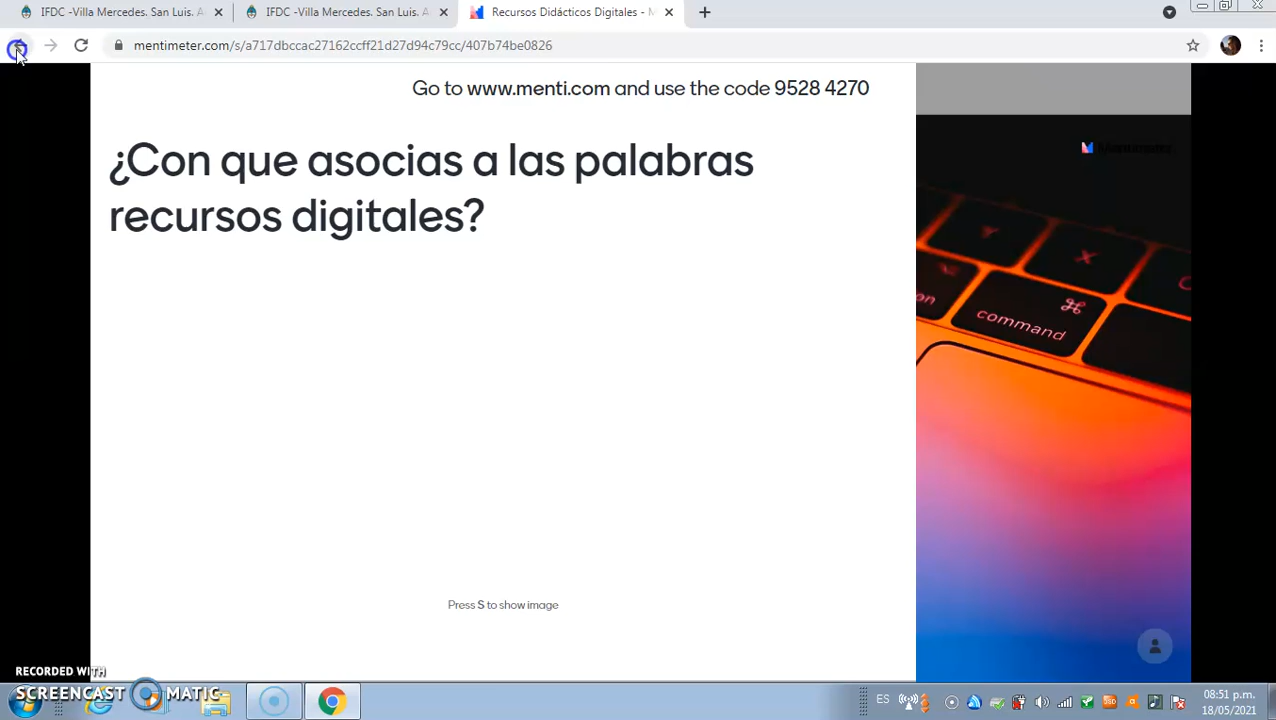 IFDC -Villa Mercedes. San Luis. A
IFDC -Villa Mercedes. San Luis. A
Recursos Didácticos Digitales - M
mentimeter.com/s/a717dbccac27162ccff21d27d94c79cc/407b74be0826
Go to www.menti.com and use the code 9528 4270
¿Con que asocias a las palabras
recursos digitales?
Y
X
C
on
command
Press S to show image
RECORDED WITH
SCREENCAST MATIC
ES
08:51 p.m.
18/05/2021